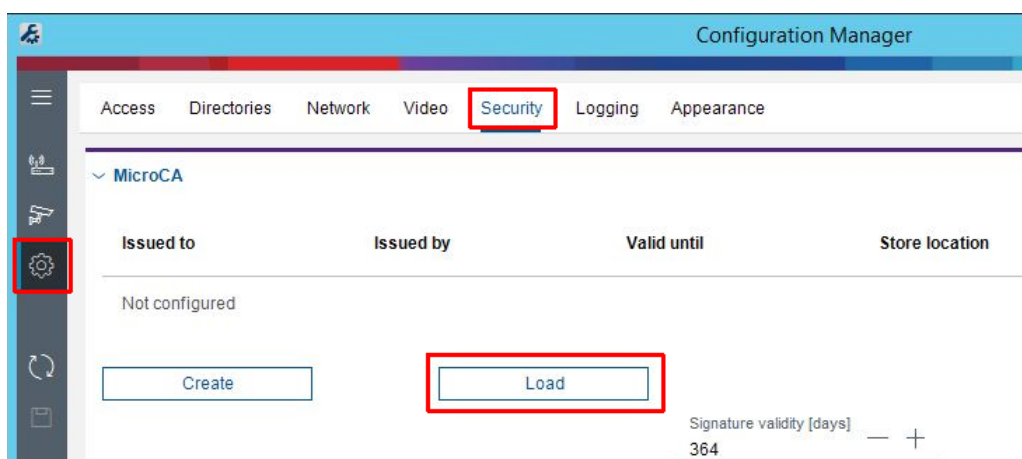 Configuration Manager
Access Directories Network Video Security Logging Appearance
MicroCA
Issued to Issued by Valid until Store location
Not configured
Create Load
Signature validity [days]
364